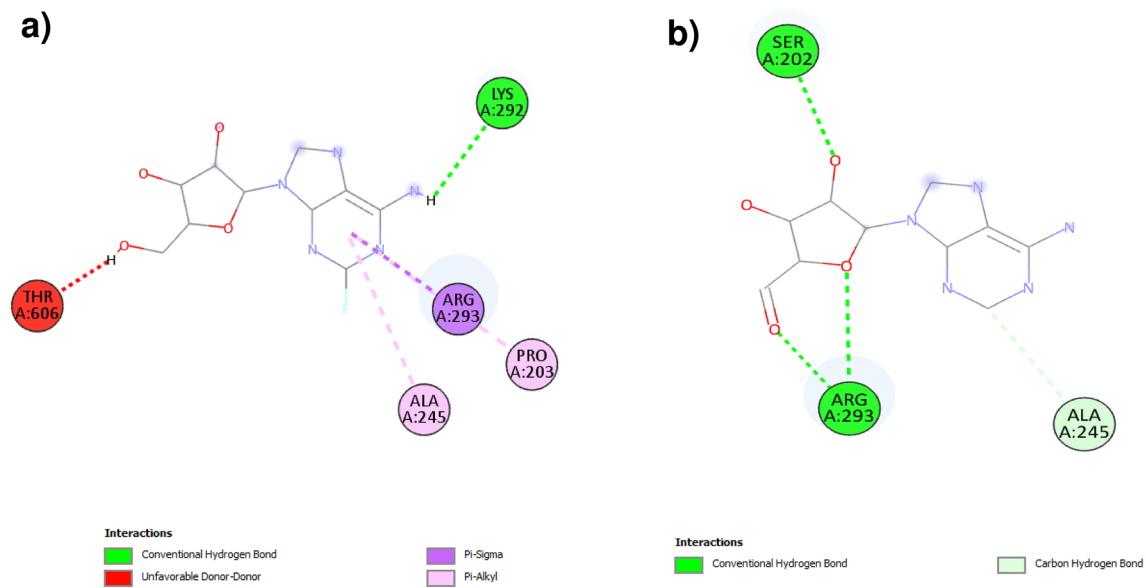 a)
LYS
A:292
O
N
N
N
H
O
O
O
H
O
N
N
F
THR
A:606
ARG
A:293
PRO
A:203
ALA
A:245
Interactions
Conventional Hydrogen Bond
Unfavorable Donor-Donor
Pi-Sigma
Pi-Alkyl
b)
SER
A:202
O
N
N
N
O
O
N
N
O
ARG
A:293
ALA
A:245
Interactions
Conventional Hydrogen Bond
Carbon Hydrogen Bond